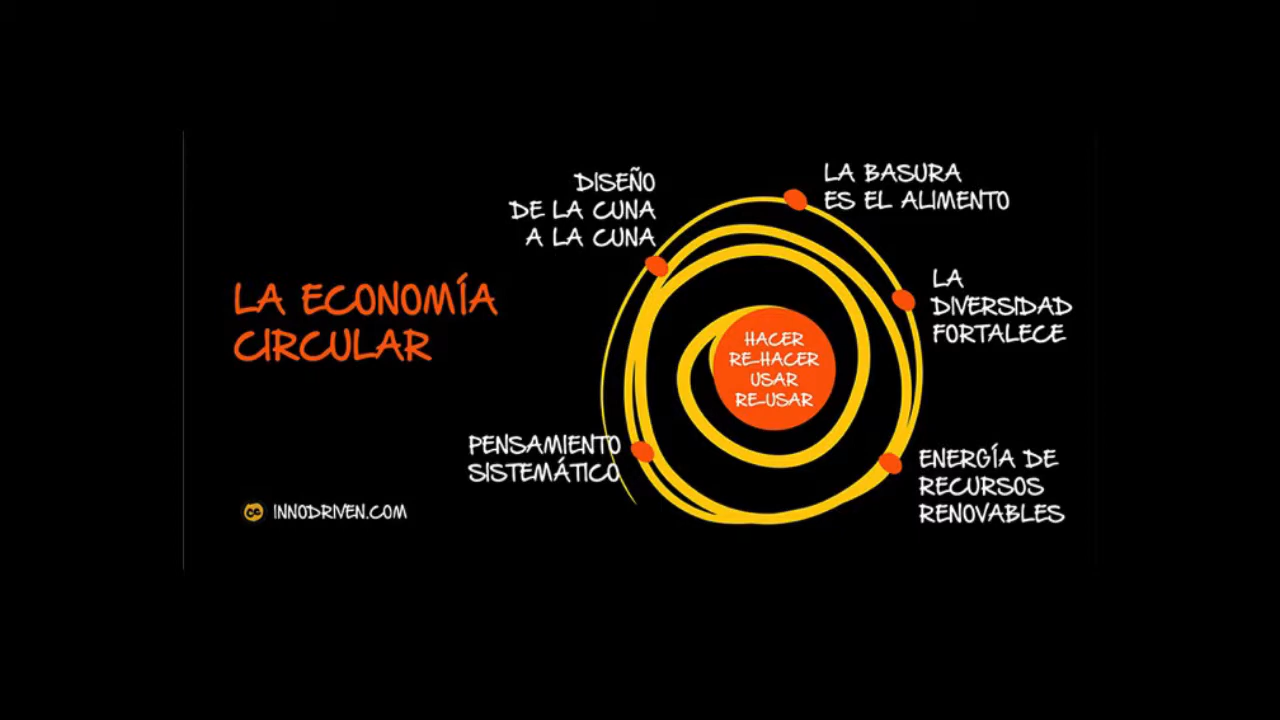 LA ECONOMÍA
CIRCULAR
DISEÑO
DE LA CUNA
A LA CUNA
LA BASURA
ES EL ALIMENTO
LA
DIVERSIDAD
FORTALECE
HACER
RE-HACER
USAR
RE-USAR
PENSAMIENTO
SISTEMÁTICO
ENERGÍA DE
RECURSOS
RENOVABLES
cc INNODRIVEN.COM